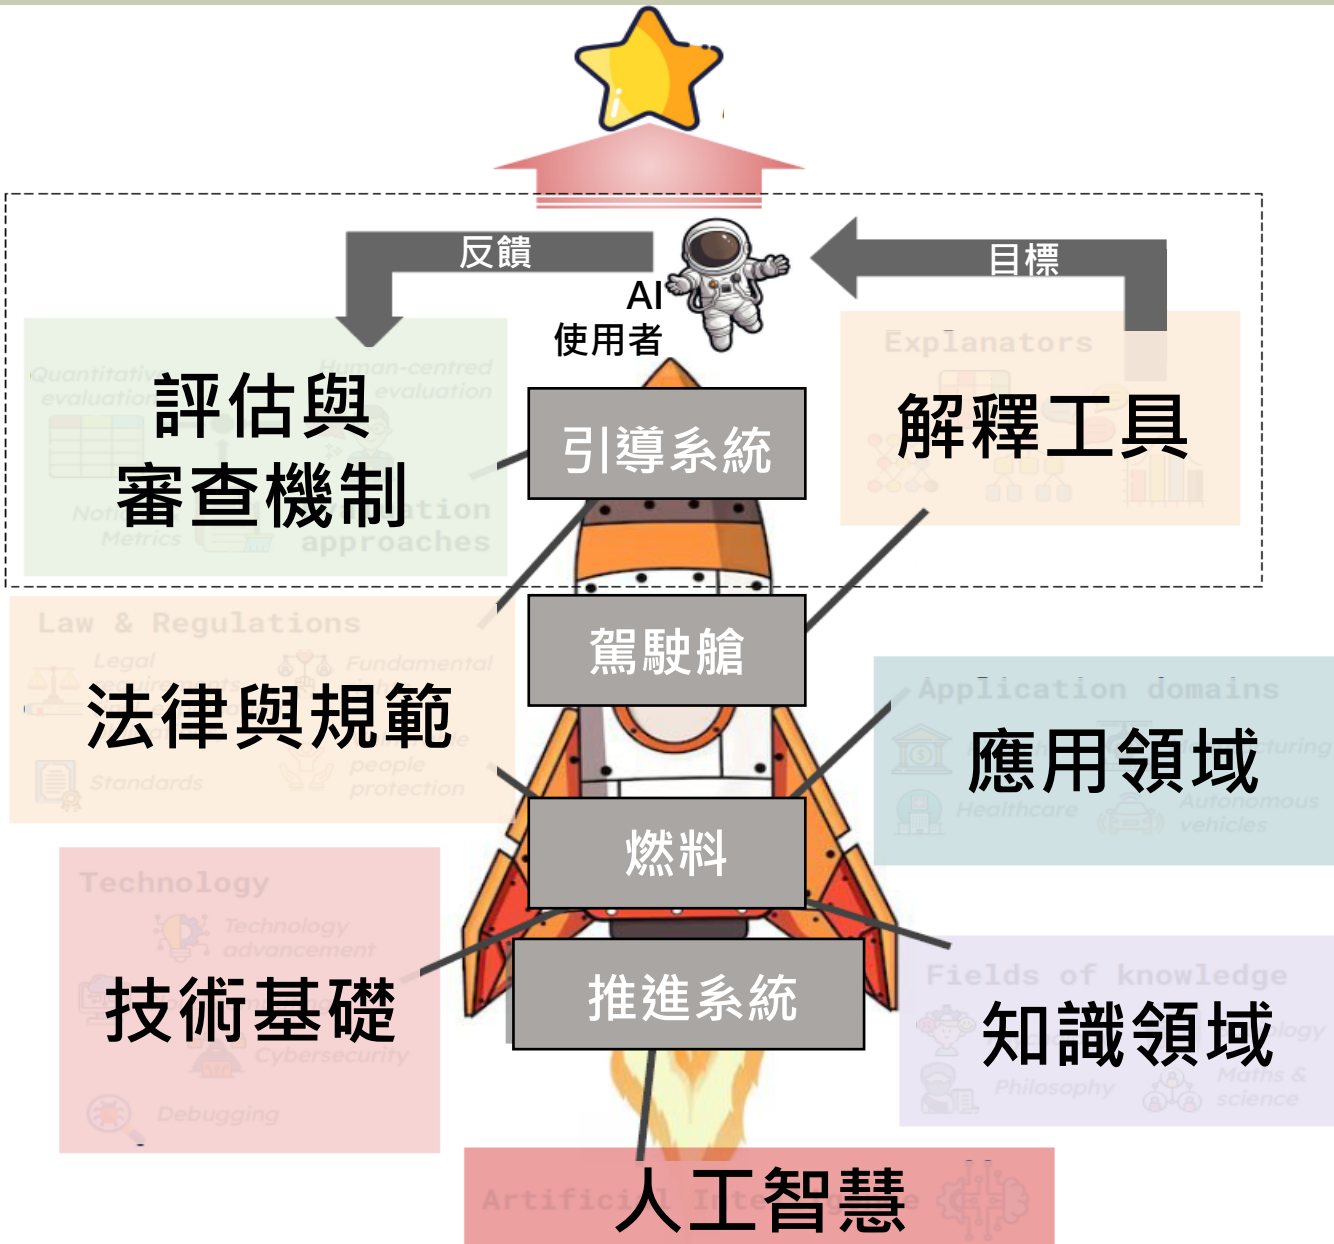 反饋
目標
AI
使用者
Explanators
Quantitative
evaluation
Human-centred
evaluation
評估與
審查機制
Metrics
approaches
引導系統
解釋工具
Law & Regulations
Legal
requirements
Fundamental
法律與規範
Standards
people
protection
駕駛艙
Application domains
應用領域
Healthcare
Autonomous
vehicles
燃料
Technology
Technology
advancement
技術基礎
Cybersecurity
Debugging
推進系統
Fields of knowledge
知識領域
Philosophy
Maths &
science
人工智慧